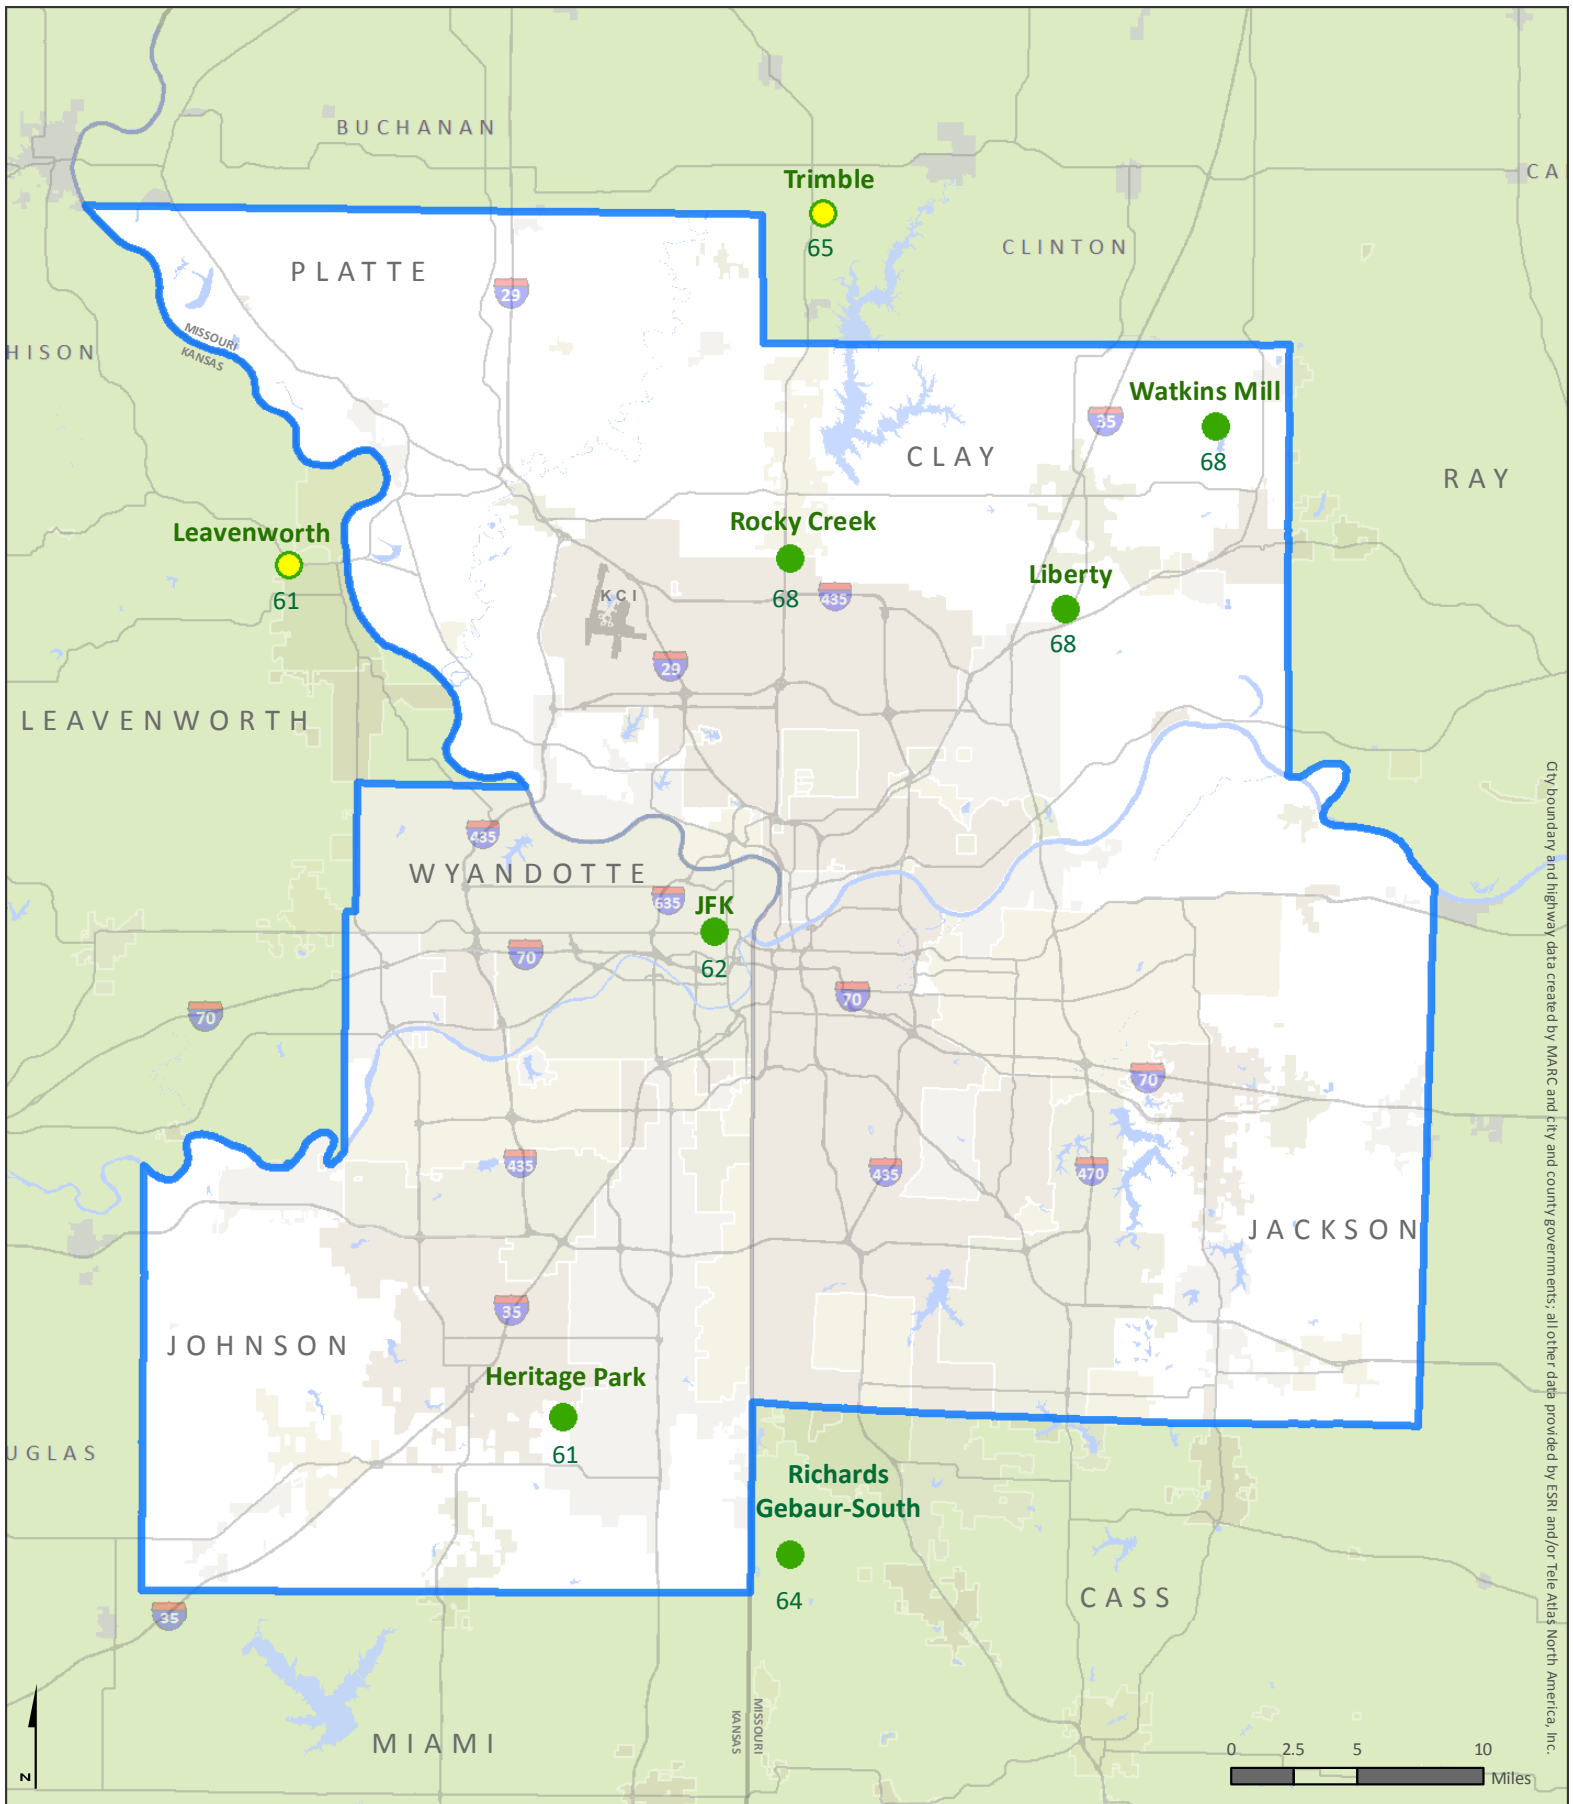 BUCHANAN
CA
Trimble
65
CLINTON
PLATTE
29
MISSOURI
KANSAS
HISON
Watkins Mill
35
68
CLAY
RAY
Leavenworth
61
Rocky Creek
68
435
Liberty
68
KCI
29
LEAVENWORTH
435
WYANDOTTE
635
JFK
62
70
70
70
70
435
435
470
JACKSON
JOHNSON
35
Heritage Park
61
UGLAS
Richards
Gebaur-South
64
CASS
35
MIAMI
KANSAS
MISSOURI
N
0 2.5 5 10
Miles
City boundary and highway data created by MARC and city and county governments; all other data provided by ESRI and/or Tele Atlas North America, Inc.